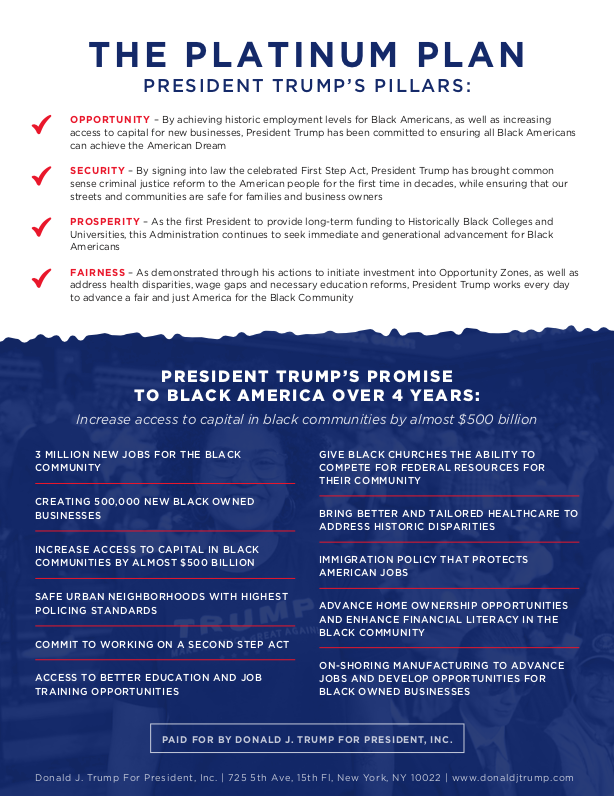 THE PLATINUM PLAN
PRESIDENT TRUMP'S PILLARS:
OPPORTUNITY – By achieving historic employment levels for Black Americans, as well as increasing
access to capital for new businesses, President Trump has been committed to ensuring all Black Americans
can achieve the American Dream
SECURITY – By signing into law the celebrated First Step Act, President Trump has brought common
sense criminal justice reform to the American people for the first time in decades, while ensuring that our
streets and communities are safe for families and business owners
PROSPERITY – As the first President to provide long-term funding to Historically Black Colleges and
Universities, this Administration continues to seek immediate and generational advancement for Black
Americans
FAIRNESS – As demonstrated through his actions to initiate investment into Opportunity Zones, as well as
address health disparities, wage gaps and necessary education reforms, President Trump works every day
to advance a fair and just America for the Black Community
PRESIDENT TRUMP'S PROMISE
TO BLACK AMERICA OVER 4 YEARS:
Increase access to capital in black communities by almost $500 billion
3 MILLION NEW JOBS FOR THE BLACK
COMMUNITY
CREATING 500,000 NEW BLACK OWNED
BUSINESSES
INCREASE ACCESS TO CAPITAL IN BLACK
COMMUNITIES BY ALMOST $500 BILLION
SAFE URBAN NEIGHBORHOODS WITH HIGHEST
POLICING STANDARDS
COMMIT TO WORKING ON A SECOND STEP ACT
ACCESS TO BETTER EDUCATION AND JOB
TRAINING OPPORTUNITIES
GIVE BLACK CHURCHES THE ABILITY TO
COMPETE FOR FEDERAL RESOURCES FOR
THEIR COMMUNITY
BRING BETTER AND TAILORED HEALTHCARE TO
ADDRESS HISTORIC DISPARITIES
IMMIGRATION POLICY THAT PROTECTS
AMERICAN JOBS
ADVANCE HOME OWNERSHIP OPPORTUNITIES
AND ENHANCE FINANCIAL LITERACY IN THE
BLACK COMMUNITY
ON-SHORING MANUFACTURING TO ADVANCE
JOBS AND DEVELOP OPPORTUNITIES FOR
BLACK OWNED BUSINESSES
TRUMP
PAID FOR BY DONALD J. TRUMP FOR PRESIDENT, INC.
Donald J. Trump For President, Inc. | 725 5th Ave, 15th Fl, New York, NY 10022 | www.donaldjtrump.com